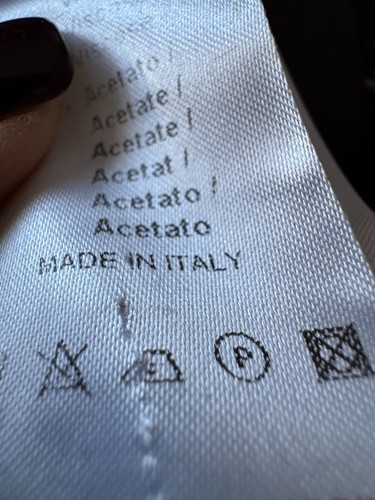 Acetato /
Acetate /
Acetate /
Acetat /
Acetato /
Acetato
MADE IN ITALY
P